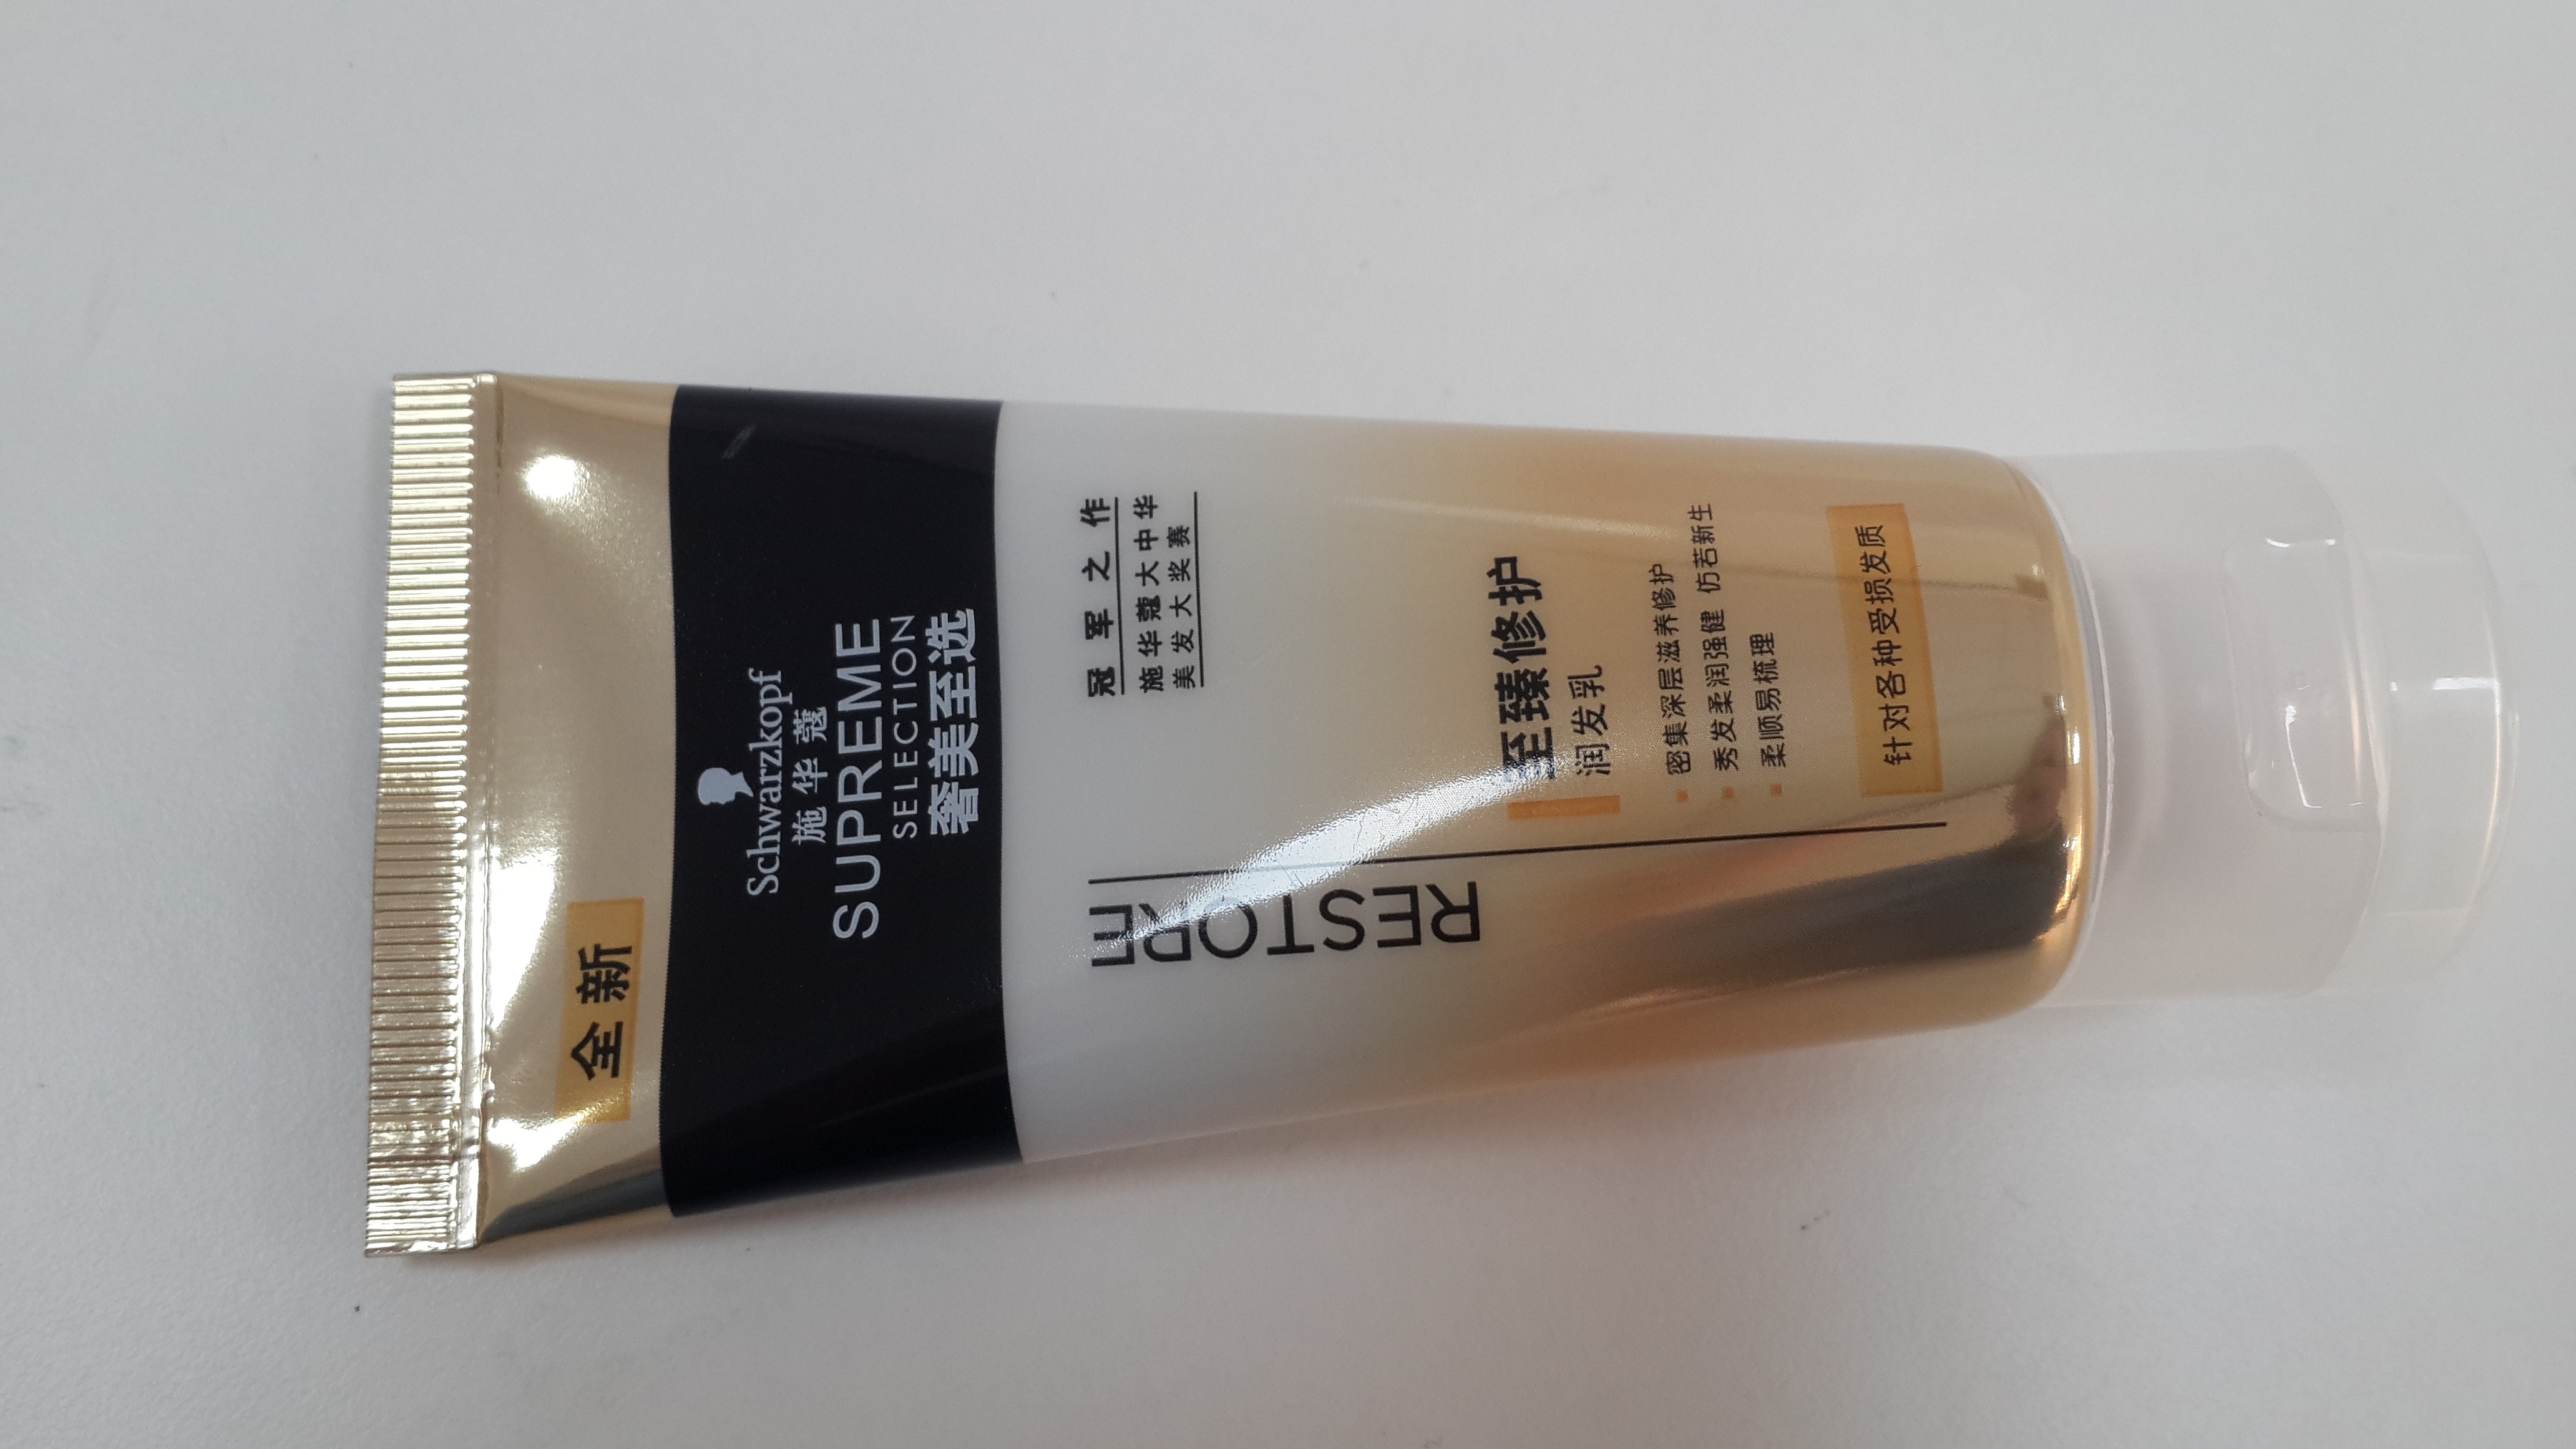 全新
Schwarzkopf
施华蔻
SUPREME
SELECTION
奢美至选
冠军之作
施华蔻大中华
美发大奖赛
RESTORE
至臻修护
润发乳
密集深层滋养修护
秀发柔润强健 仿若新生
柔顺易梳理
针对各种受损发质